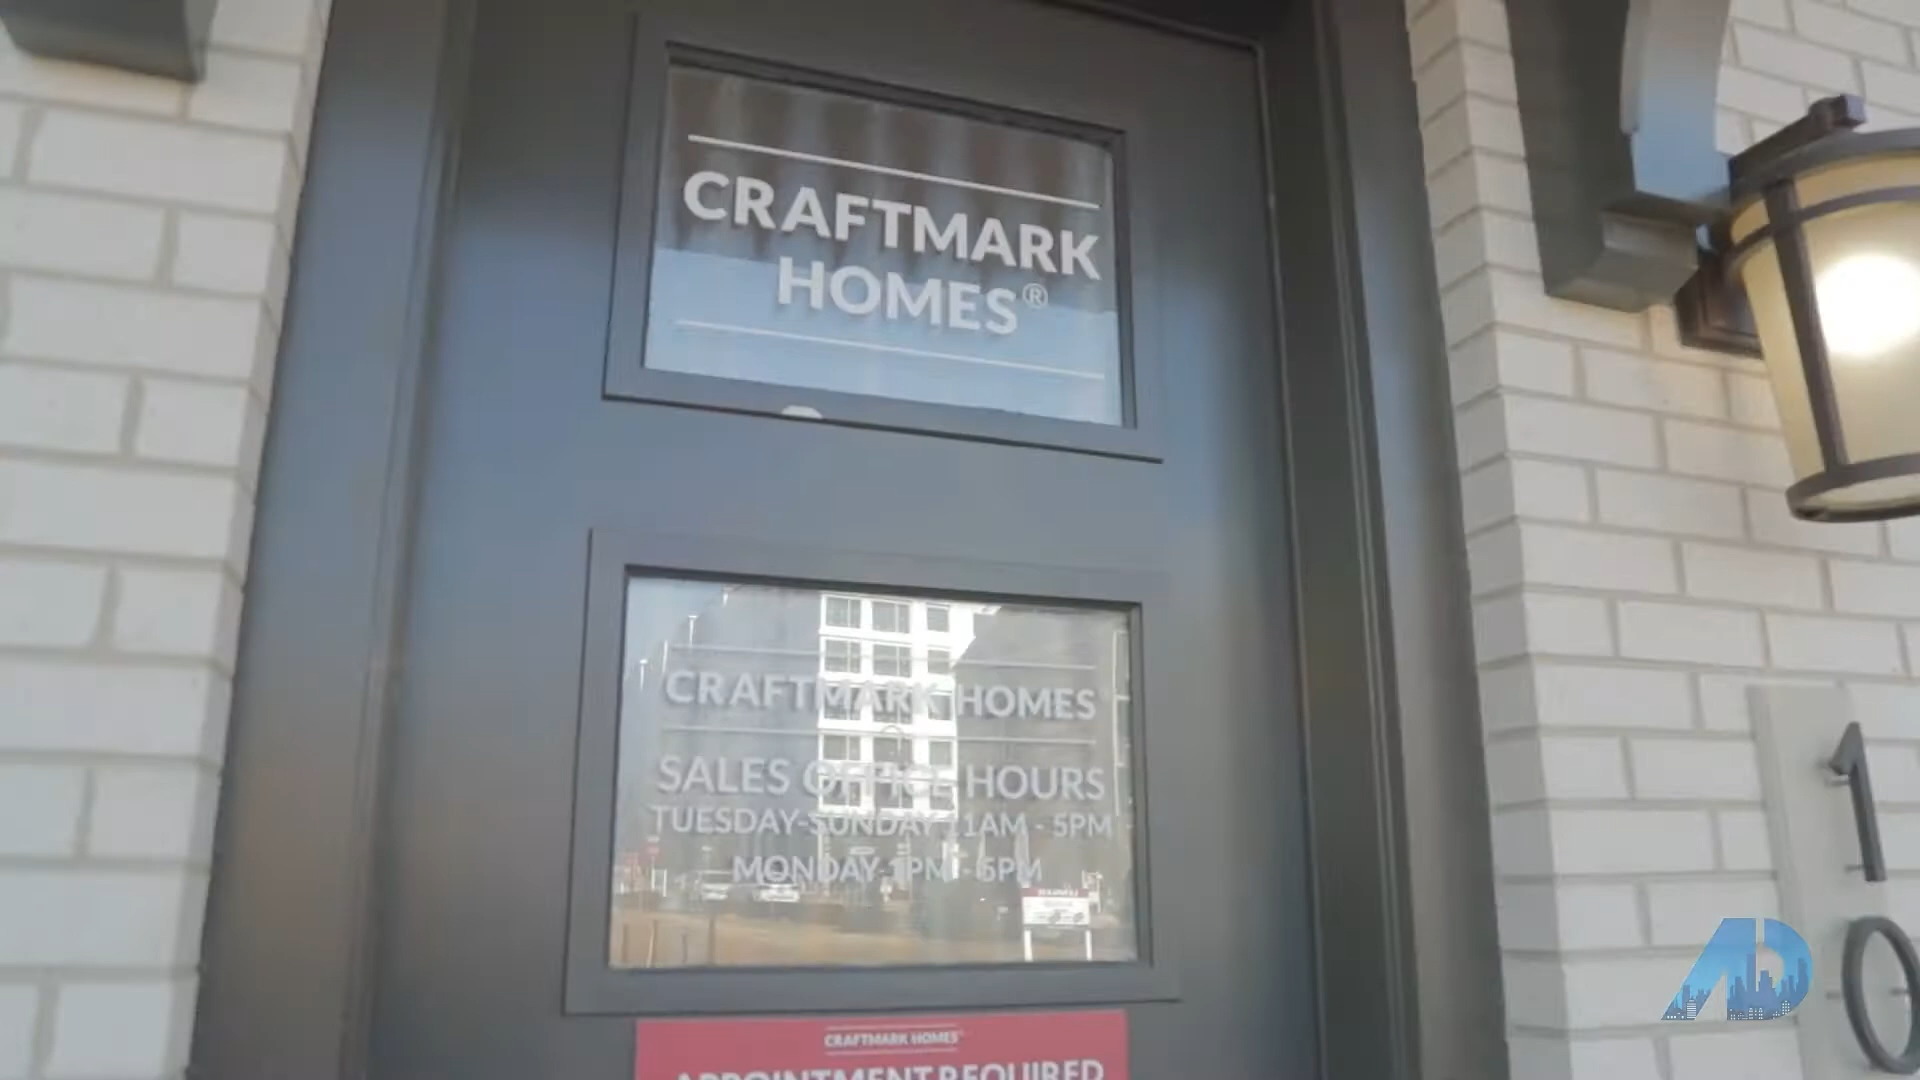 CRAFTMARK
HOMES®
CRAFTMARK HOMES
SALES OFFICE HOURS
TUESDAY-SUNDAY 11AM - 5PM
MONDAY 1PM - 5PM
CRAFTMARK HOMES
APPOINTMENT REQUIRED
1
0
AD